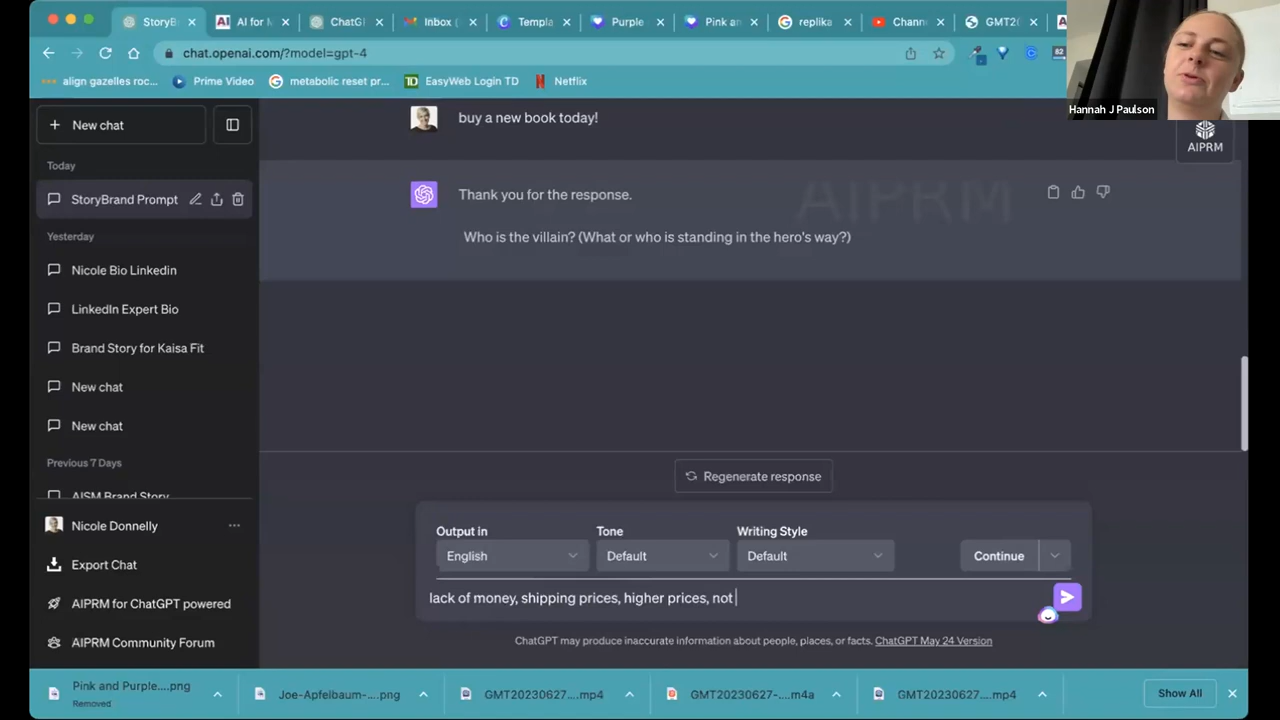 StoryB
AI for M
ChatG
Inbox (
Templa
Purple
Pink an
replika
Chann
GMT20
chat.openai.com/?model=gpt-4
82
align gazelles roc...
Prime Video
metabolic reset pr...
EasyWeb Login TD
Netflix
Hannah J Paulson
New chat
buy a new book today!
AIPRM
Today
StoryBrand Prompt
Thank you for the response.
AIPRM
Yesterday
Who is the villain? (What or who is standing in the hero's way?)
Nicole Bio Linkedin
LinkedIn Expert Bio
Brand Story for Kaisa Fit
New chat
New chat
Previous 7 Days
AISM Brand Story
Regenerate response
Nicole Donnelly
Output in
Tone
Writing Style
English
Default
Default
Continue
Export Chat
AIPRM for ChatGPT powered
lack of money, shipping prices, higher prices, not
AIPRM Community Forum
ChatGPT may produce inaccurate information about people, places, or facts. ChatGPT May 24 Version
Pink and Purple....png
Removed
Joe-Apfelbaum-....png
GMT20230627....mp4
GMT20230627-....m4a
GMT20230627....mp4
Show All